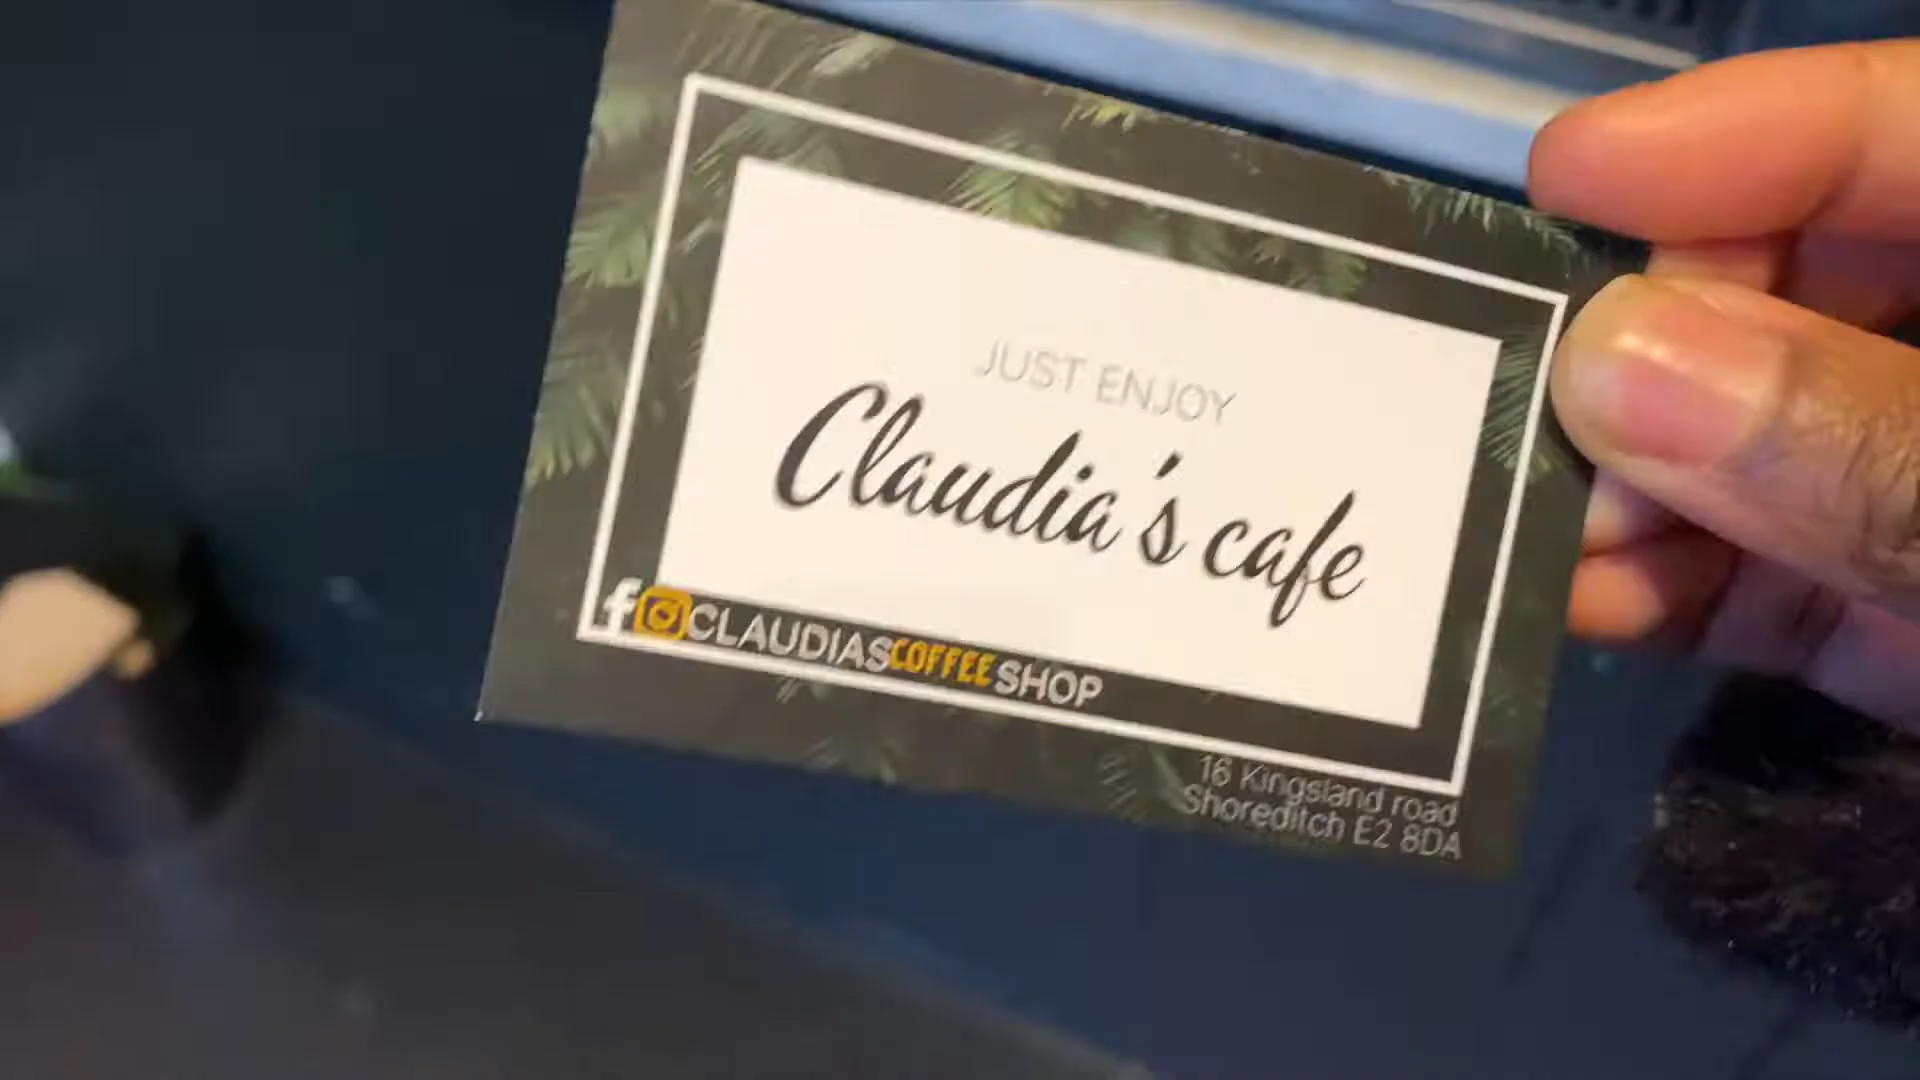 JUST ENJOY
Claudia's cafe
f CLAUDIASCOFFEESHOP
16 Kingsland road
Shoreditch E2 8DA